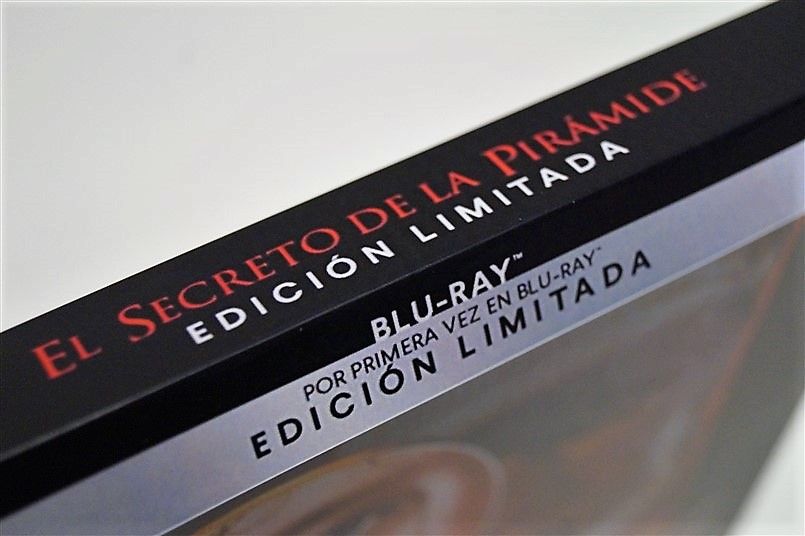 EL SECRETO DE LA PIRÁMIDE
EDICIÓN LIMITADA
BLU-RAY™
POR PRIMERA VEZ EN BLU-RAY™
EDICIÓN LIMITADA